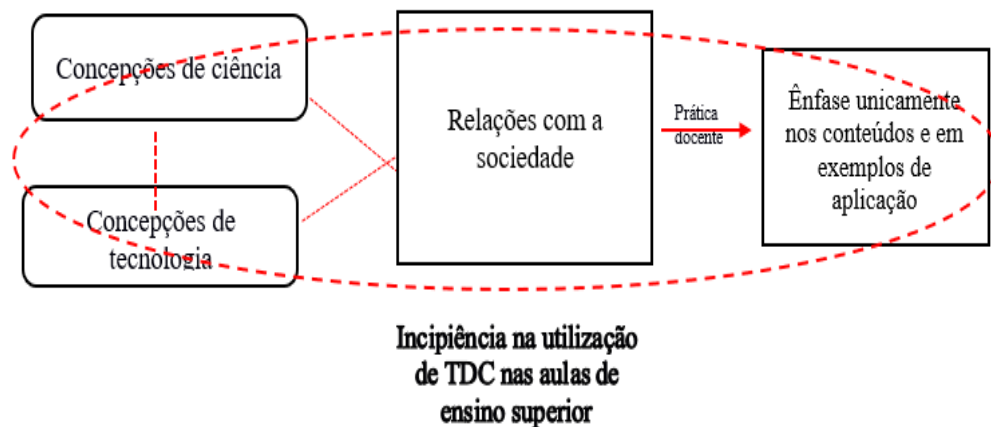 Concepções de ciência
Concepções de
tecnologia
Relações com a
sociedade
Prática
docente
Ênfase unicamente
nos conteúdos e em
exemplos de
aplicação
Incipiência na utilização
de TDC nas aulas de
ensino superior